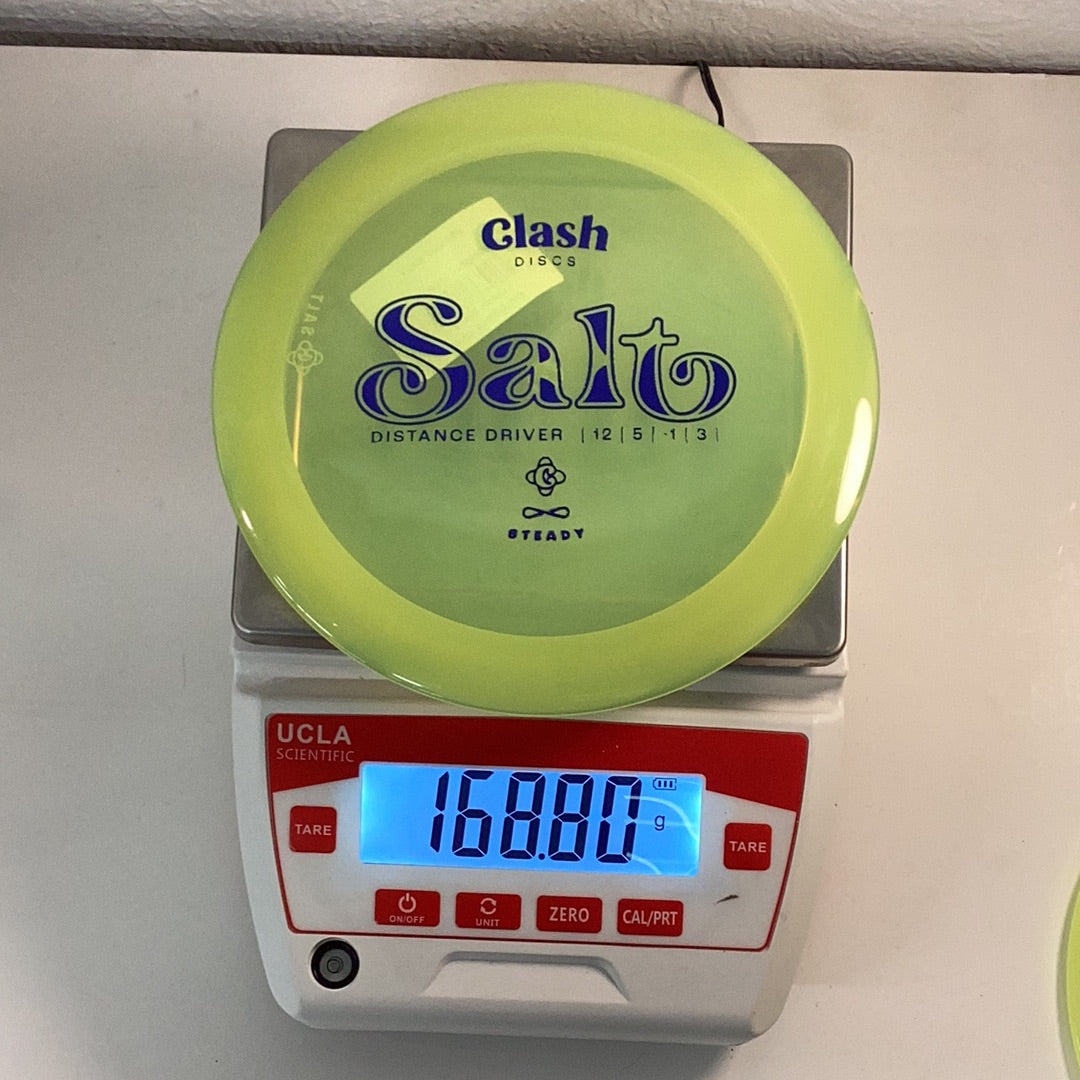 Clash
DISCS
SALT
Salt
DISTANCE DRIVER | 12 | 5 | -1 | 3 |
C
STEADY
UCLA
SCIENTIFIC
168.80 g
TARE
TARE
ON/OFF
UNIT
ZERO
CAL/PRT